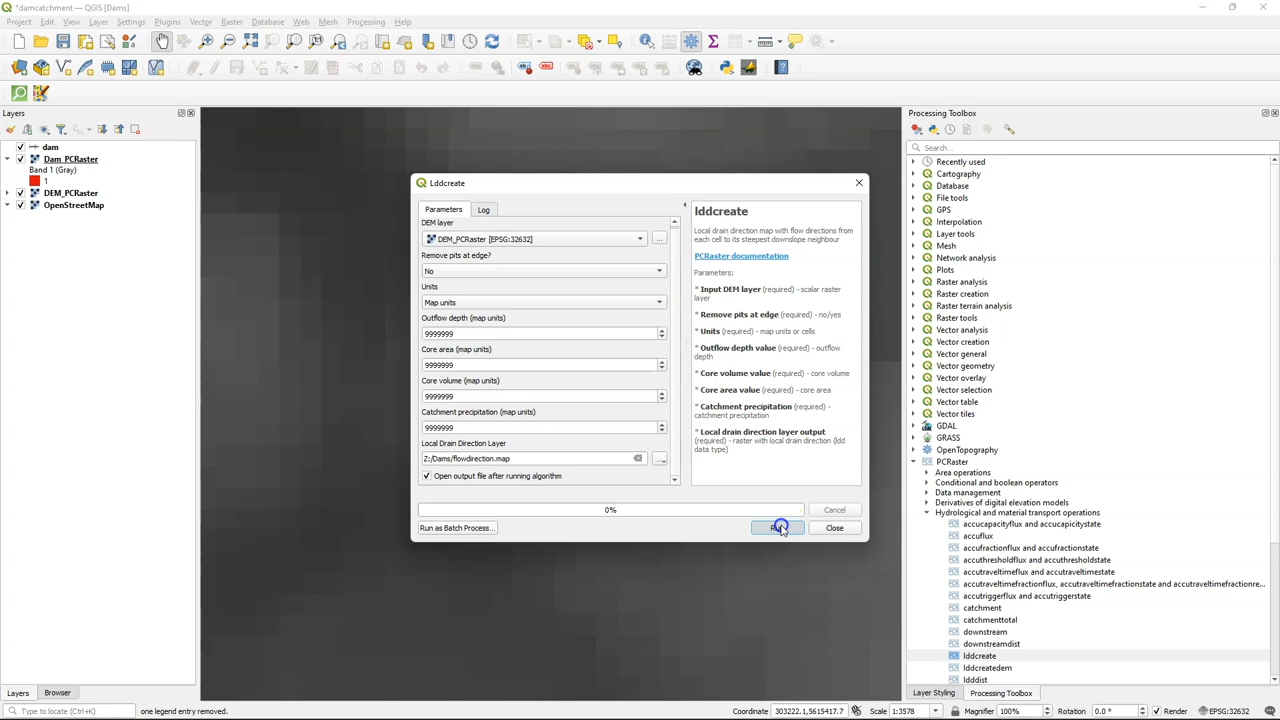 *damcatchment — QGIS [Dams]
Project Edit View Layer Settings Plugins Vector Raster Database Web Mesh Processing Help
Layers
dam
Dam_PCRaster
Band 1 (Gray)
1
DEM_PCRaster
OpenStreetMap
Lddcreate
Parameters Log
DEM layer
DEM_PCRaster [EPSG:32632]
...
Remove pits at edge?
No
Units
Map units
Outflow depth (map units)
9999999
Core area (map units)
9999999
Core volume (map units)
9999999
Catchment precipitation (map units)
9999999
Local Drain Direction Layer
Z:/Dams/flowdirection.map
...
Open output file after running algorithm
0%
Cancel
Run as Batch Process...
Close
lddcreate
Local drain direction map with flow directions from
each cell to its steepest downslope neighbour
PCRaster documentation
Parameters:
* Input DEM layer (required) - scalar raster
layer
* Remove pits at edge (required) - no/yes
* Units (required) - map units or cells
* Outflow depth value (required) - outflow
depth
* Core volume value (required) - core volume
* Core area value (required) - core area
* Catchment precipitation (required) -
catchment precipitation
* Local drain direction layer output
(required) - raster with local drain direction (ldd
data type)
Processing Toolbox
Search...
Recently used
Cartography
Database
File tools
GPS
Interpolation
Layer tools
Mesh
Network analysis
Plots
Raster analysis
Raster creation
Raster terrain analysis
Raster tools
Vector analysis
Vector creation
Vector general
Vector geometry
Vector overlay
Vector selection
Vector table
Vector tiles
GDAL
GRASS
OpenTopography
PCRaster
Area operations
Conditional and boolean operators
Data management
Derivatives of digital elevation models
Hydrological and material transport operations
accucapacityflux and accucapicitystate
accuflux
accufractionflux and accufractionstate
accuthresholdflux and accuthresholdstate
accutraveltimeflux and accutraveltimestate
accutraveltimefractionflux, accutraveltimefractionstate and accutraveltimefractionre...
accutriggerflux and accutriggerstate
catchment
catchmenttotal
downstream
downstreamdist
lddcreate
lddcreatedem
ldddist
Layers Browser
Layer Styling Processing Toolbox
Type to locate (Ctrl+K) one legend entry removed. Coordinate 303222.1,5615417.7 Scale 1:3578 Magnifier 100% Rotation 0.0 ° Render EPSG:32632